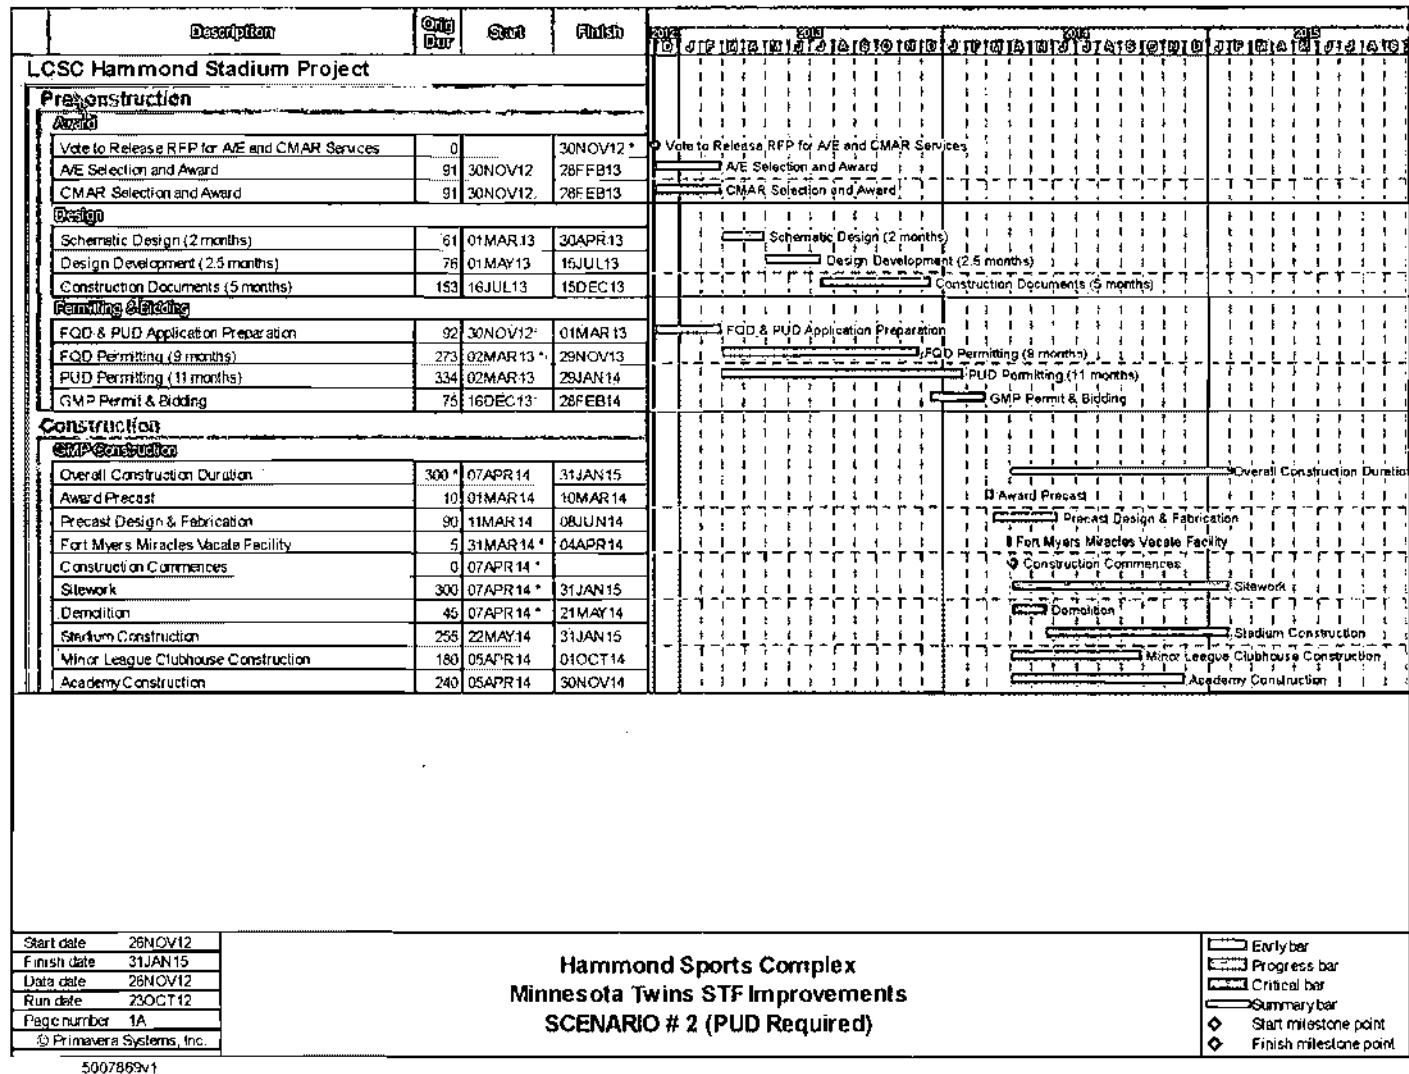 Description Orig Dur Start Finish 2012 2013 2014 2015
D J F M A M J J A S O N D J F M A M J J A S O N D J F M A M J J A S
LCSC Hammond Stadium Project
Preconstruction
Award
Vote to Release RFP for A/E and CMAR Services 0 30NOV12 * Vote to Release RFP for A/E and CMAR Services
A/E Selection and Award 91 30NOV12 28FEB13 A/E Selection and Award
CMAR Selection and Award 91 30NOV12 28FEB13 CMAR Selection and Award
Design
Schematic Design (2 months) 61 01MAR13 30APR13 Schematic Design (2 months)
Design Development (2.5 months) 76 01MAY13 15JUL13 Design Development (2.5 months)
Construction Documents (5 months) 153 16JUL13 15DEC13 Construction Documents (5 months)
Permitting & Bidding
FQD & PUD Application Preparation 92 30NOV12 01MAR13 FQD & PUD Application Preparation
FQD Permitting (9 months) 273 02MAR13 * 29NOV13 FQD Permitting (9 months)
PUD Permitting (11 months) 334 02MAR13 29JAN14 PUD Permitting (11 months)
GMP Permit & Bidding 75 16DEC13 28FEB14 GMP Permit & Bidding
Construction
GMP Construction
Overall Construction Duration 300 * 07APR14 31JAN15 Overall Construction Duratio
Award Precast 10 01MAR14 10MAR14 Award Precast
Precast Design & Fabrication 90 11MAR14 08JUN14 Precast Design & Fabrication
Fort Myers Miracles Vacate Facility 5 31MAR14 * 04APR14 Fort Myers Miracles Vacate Facility
Construction Commences 0 07APR14 * Construction Commences
Sitework 300 07APR14 * 31JAN15 Sitework
Demolition 45 07APR14 * 21MAY14 Demolition
Stadium Construction 255 22MAY14 31JAN15 Stadium Construction
Minor League Clubhouse Construction 180 05APR14 01OCT14 Minor League Clubhouse Construction
Academy Construction 240 05APR14 30NOV14 Academy Construction
Start date 26NOV12
Finish date 31JAN15
Data date 26NOV12
Run date 23OCT12
Page number 1A
© Primavera Systems, Inc.
Hammond Sports Complex
Minnesota Twins STF Improvements
SCENARIO # 2 (PUD Required)
Early bar
Progress bar
Critical bar
Summary bar
Start milestone point
Finish milestone point
5007869v1